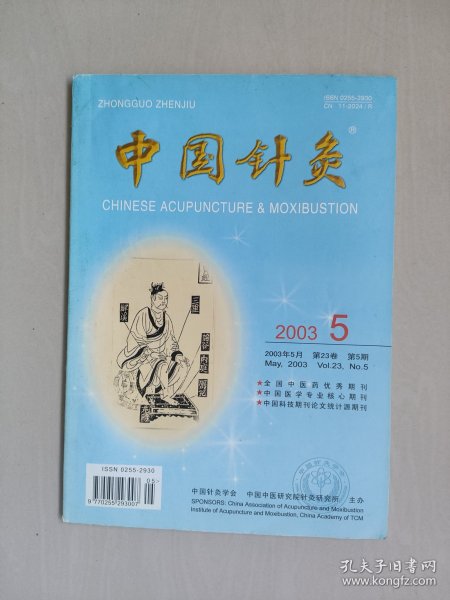 ZHONGGUO ZHENJIU
ISSN 0255-2930
CN 11-2024/R
中国针灸®
CHINESE ACUPUNCTURE & MOXIBUSTION
2003 5
2003年5月 第23卷 第5期
May, 2003 Vol.23, No.5
★全国中医药优秀期刊
★中国医学专业核心期刊
★中国科技期刊论文统计源期刊
ISSN 0255-2930
05>
9 770255 293007
中国针灸学会 中国中医研究院针灸研究所 主办
SPONSORS: China Association of Acupuncture and Moxibustion
Institute of Acupuncture and Moxibustion, China Academy of TCM
孔夫子旧书网
www.kongfz.com